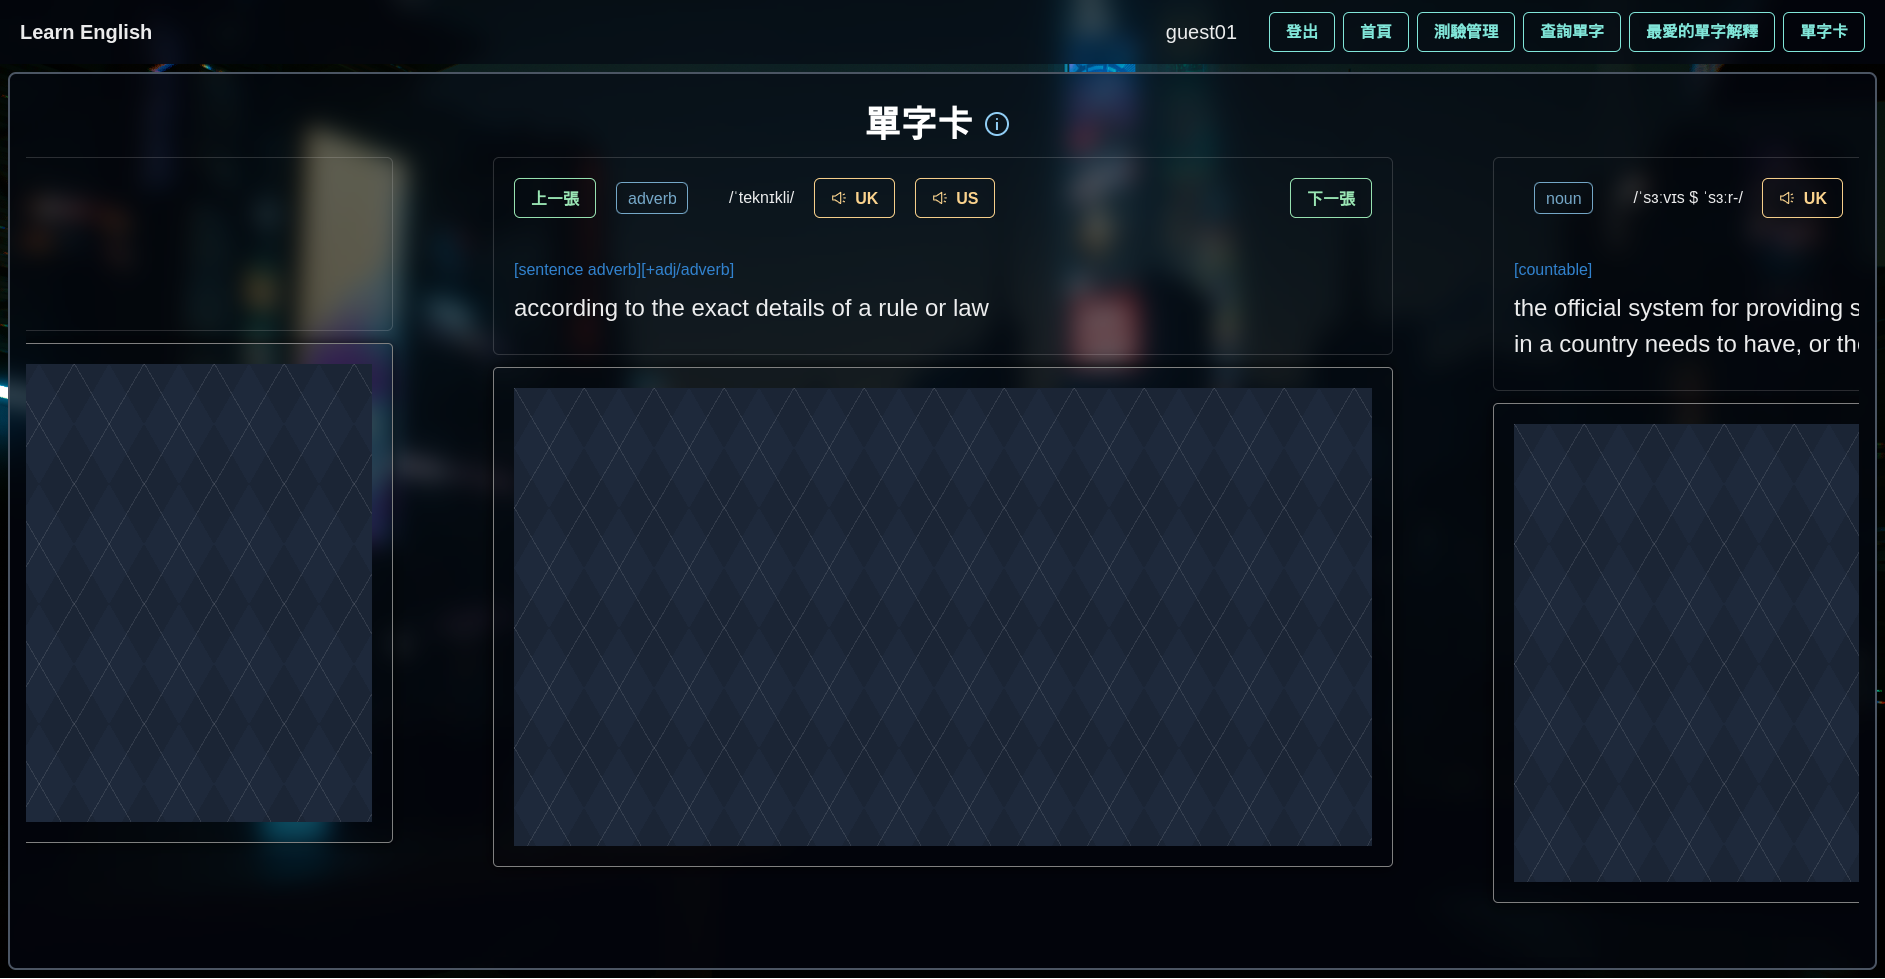 Learn English
guest01
登出
首頁
測驗管理
查詢單字
最愛的單字解釋
單字卡
單字卡
上一張
adverb
/ˈteknɪkli/
UK
US
下一張
[sentence adverb][+adj/adverb]
according to the exact details of a rule or law
noun
/ˈsɜːvɪs $ ˈsɜːr-/
UK
[countable]
the official system for providing s
in a country needs to have, or the